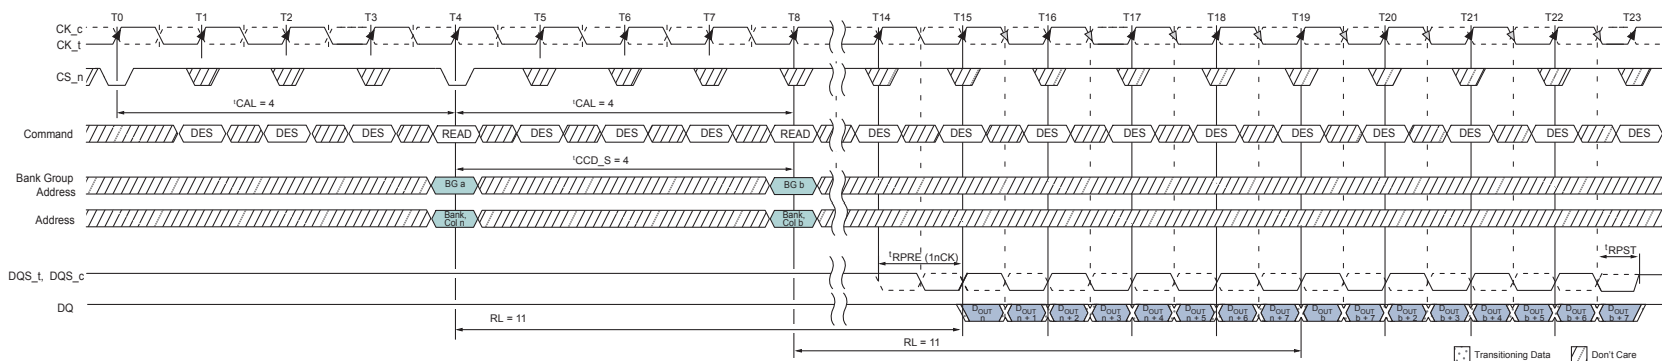 T0 T1 T2 T3 T4 T5 T6 T7 T8 T14 T15 T16 T17 T18 T19 T20 T21 T22 T23
CK_c
CK_t
CS_n
tCAL = 4 tCAL = 4
Command DES DES DES READ DES DES DES READ DES DES DES DES DES DES DES DES DES DES
tCCD_S = 4
Bank Group
Address BG a BG b
Address Bank, Col n Bank, Col b
tRPRE (1nCK) tRPST
DQS_t, DQS_c
DQ DOUT n DOUT n + 1 DOUT n + 2 DOUT n + 3 DOUT n + 4 DOUT n + 5 DOUT n + 6 DOUT n + 7 DOUT b DOUT b + 7 DOUT b + 2 DOUT b + 3 DOUT b + 4 DOUT b + 5 DOUT b + 6 DOUT b + 7
RL = 11
RL = 11
Transitioning Data Don't Care